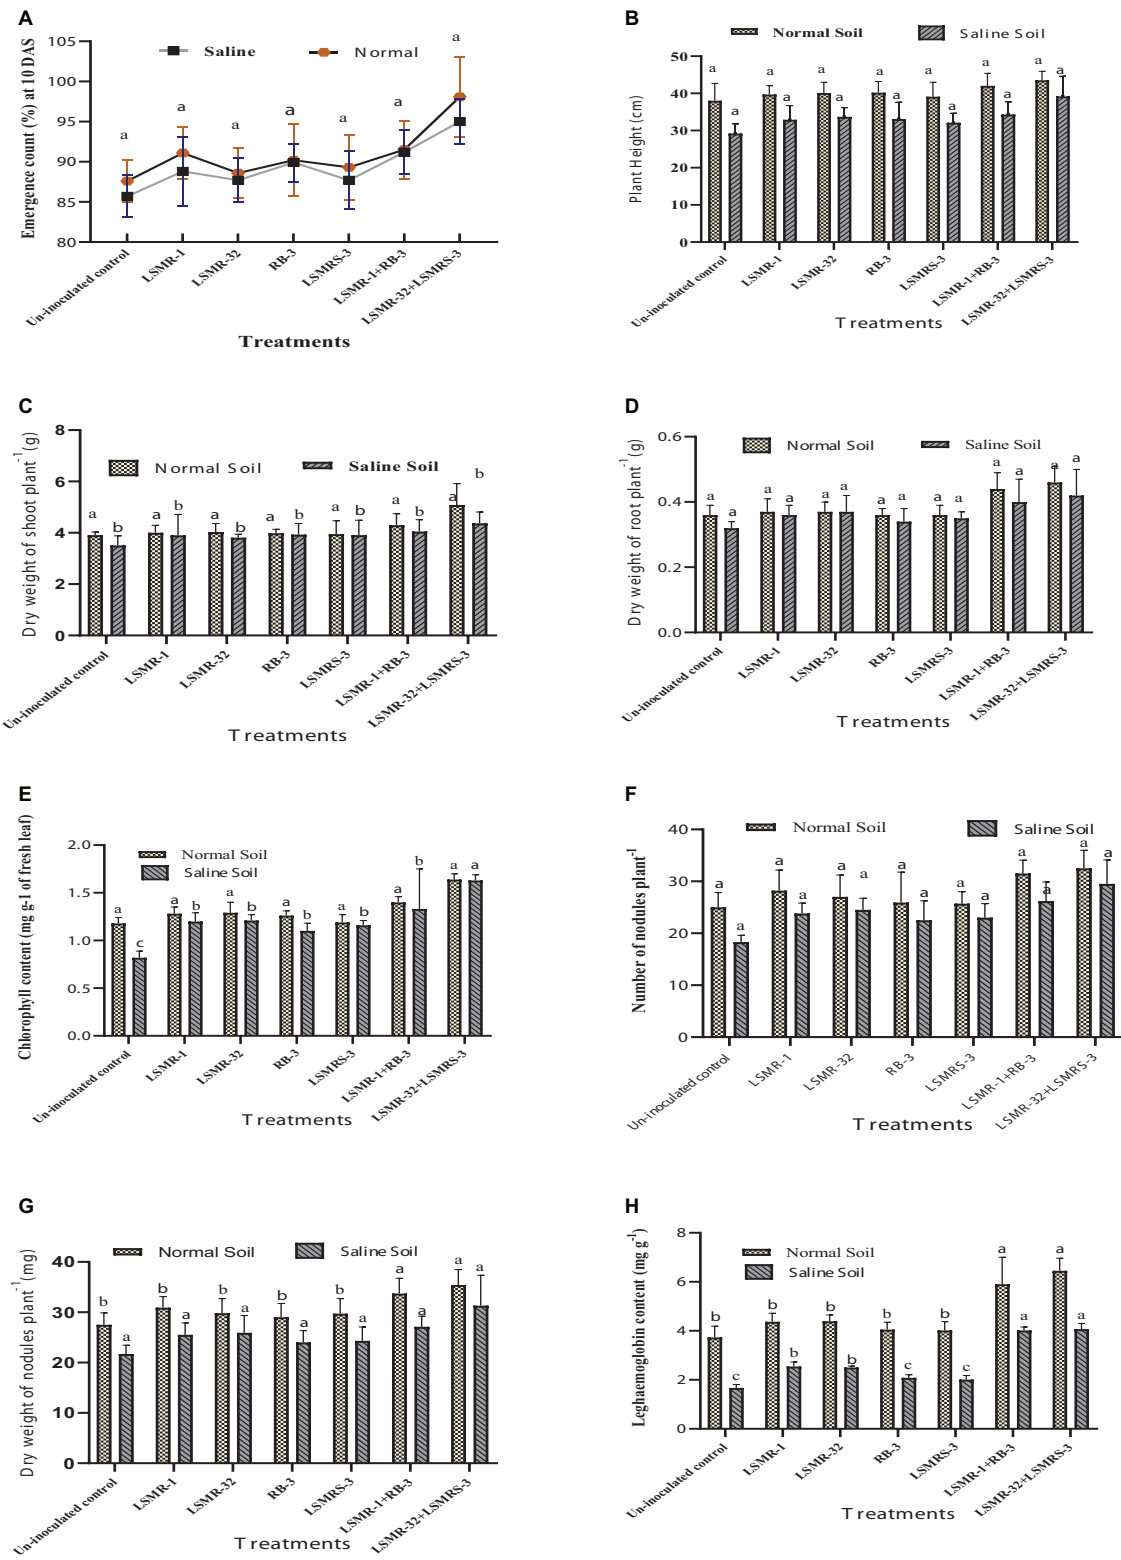 A
Emergence count (%) at 10 DAS
105
100
95
90
85
80
Saline
Normal
a a a a a a a
Un-inoculated control
LSMR-1
LSMR-32
RB-3
LSMRS-3
LSMR-1+RB-3
LSMR-32+LSMRS-3
Treatments
B
Normal Soil
Saline Soil
Plant Height (cm)
50
40
30
20
10
0
a a a a a a a a a a a a a a
Un-inoculated control
LSMR-1
LSMR-32
RB-3
LSMRS-3
LSMR-1+RB-3
LSMR-32+LSMRS-3
Treatments
C
Dry weight of shoot plant-1 (g)
8
6
4
2
0
Normal Soil
Saline Soil
a b a b a b a b a b a b a b
Un-inoculated control
LSMR-1
LSMR-32
RB-3
LSMRS-3
LSMR-1+RB-3
LSMR-32+LSMRS-3
Treatments
D
Dry weight of root plant-1 (g)
0.6
0.4
0.2
0.0
Normal Soil
Saline Soil
a a a a a a a a a a a a a a
Un-inoculated control
LSMR-1
LSMR-32
RB-3
LSMRS-3
LSMR-1+RB-3
LSMR-32+LSMRS-3
Treatments
E
Chlorophyll content (mg g-1 of fresh leaf)
2.0
1.5
1.0
0.5
0.0
Normal Soil
Saline Soil
a c a b a b a b a b a b a a
Un-inoculated control
LSMR-1
LSMR-32
RB-3
LSMRS-3
LSMR-1+RB-3
LSMR-32+LSMRS-3
Treatments
F
Number of nodules plant-1
40
30
20
10
0
Normal Soil
Saline Soil
a a a a a a a a a a a a a a
Un-inoculated control
LSMR-1
LSMR-32
RB-3
LSMRS-3
LSMR-1+RB-3
LSMR-32+LSMRS-3
Treatments
G
Dry weight of nodules plant-1 (mg)
40
30
20
10
0
Normal Soil
Saline Soil
b a b a b a b a b a a a a a
Un-inoculated control
LSMR-1
LSMR-32
RB-3
LSMRS-3
LSMR-1+RB-3
LSMR-32+LSMRS-3
Treatments
H
Leghaemoglobin content (mg g-1)
8
6
4
2
0
Normal Soil
Saline Soil
b c b b b b b c b c a a a a
Un-inoculated control
LSMR-1
LSMR-32
RB-3
LSMRS-3
LSMR-1+RB-3
LSMR-32+LSMRS-3
Treatments